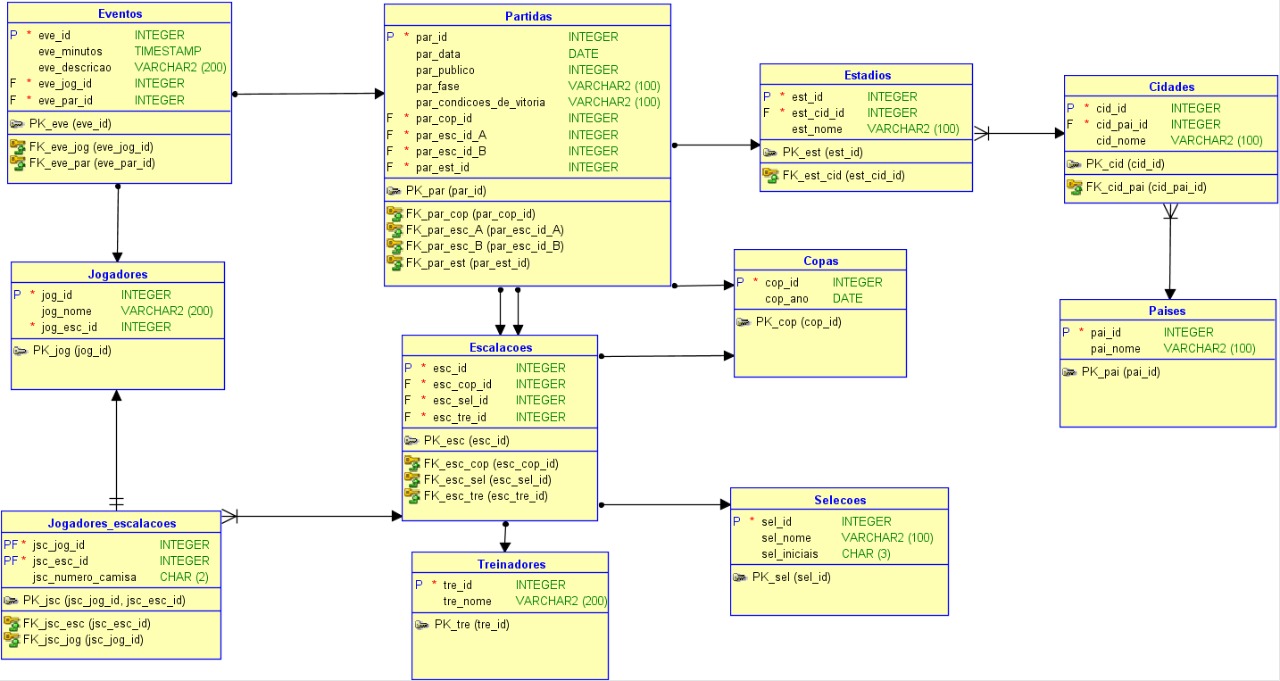 Eventos
P * eve_id INTEGER
eve_minutos TIMESTAMP
eve_descricao VARCHAR2 (200)
F * eve_jog_id INTEGER
F * eve_par_id INTEGER
PK_eve (eve_id)
FK_eve_jog (eve_jog_id)
FK_eve_par (eve_par_id)
Partidas
P * par_id INTEGER
par_data DATE
par_publico INTEGER
par_fase VARCHAR2 (100)
par_condicoes_de_vitoria VARCHAR2 (100)
F * par_cop_id INTEGER
F * par_esc_id_A INTEGER
F * par_esc_id_B INTEGER
F * par_est_id INTEGER
PK_par (par_id)
FK_par_cop (par_cop_id)
FK_par_esc_A (par_esc_id_A)
FK_par_esc_B (par_esc_id_B)
FK_par_est (par_est_id)
Estadios
P * est_id INTEGER
F * est_cid_id INTEGER
est_nome VARCHAR2 (100)
PK_est (est_id)
FK_est_cid (est_cid_id)
Cidades
P * cid_id INTEGER
F * cid_pai_id INTEGER
cid_nome VARCHAR2 (100)
PK_cid (cid_id)
FK_cid_pai (cid_pai_id)
Jogadores
P * jog_id INTEGER
jog_nome VARCHAR2 (200)
* jog_esc_id INTEGER
PK_jog (jog_id)
Copas
P * cop_id INTEGER
cop_ano DATE
PK_cop (cop_id)
Paises
P * pai_id INTEGER
pai_nome VARCHAR2 (100)
PK_pai (pai_id)
Escalacoes
P * esc_id INTEGER
F * esc_cop_id INTEGER
F * esc_sel_id INTEGER
F * esc_tre_id INTEGER
PK_esc (esc_id)
FK_esc_cop (esc_cop_id)
FK_esc_sel (esc_sel_id)
FK_esc_tre (esc_tre_id)
Jogadores_escalacoes
PF * jsc_jog_id INTEGER
PF * jsc_esc_id INTEGER
jsc_numero_camisa CHAR (2)
PK_jsc (jsc_jog_id, jsc_esc_id)
FK_jsc_esc (jsc_esc_id)
FK_jsc_jog (jsc_jog_id)
Treinadores
P * tre_id INTEGER
tre_nome VARCHAR2 (200)
PK_tre (tre_id)
Selecoes
P * sel_id INTEGER
sel_nome VARCHAR2 (100)
sel_iniciais CHAR (3)
PK_sel (sel_id)